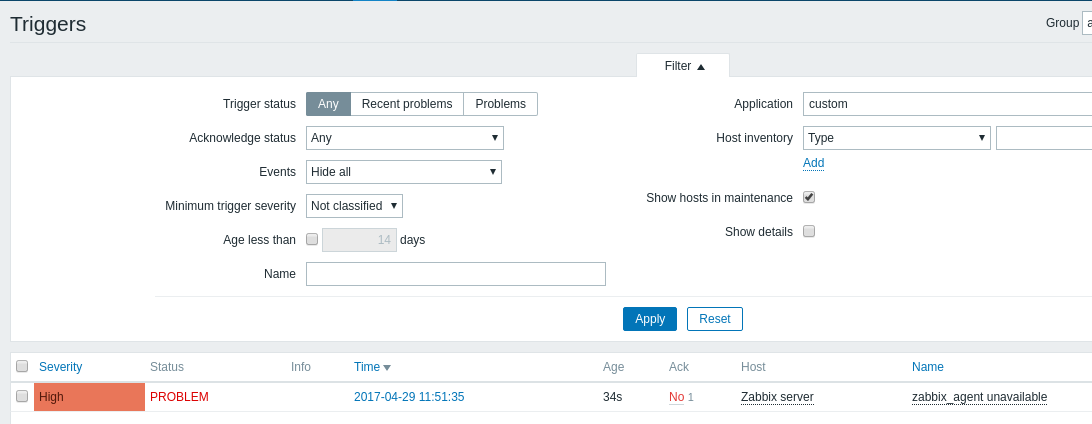 Triggers
Group a
Filter
Trigger status Any Recent problems Problems
Application custom
Acknowledge status Any
Host inventory Type
Add
Events Hide all
Minimum trigger severity Not classified
Show hosts in maintenance
Age less than 14 days
Show details
Name
Apply Reset
Severity Status Info Time Age Ack Host Name
High PROBLEM 2017-04-29 11:51:35 34s No 1 Zabbix server zabbix_agent unavailable